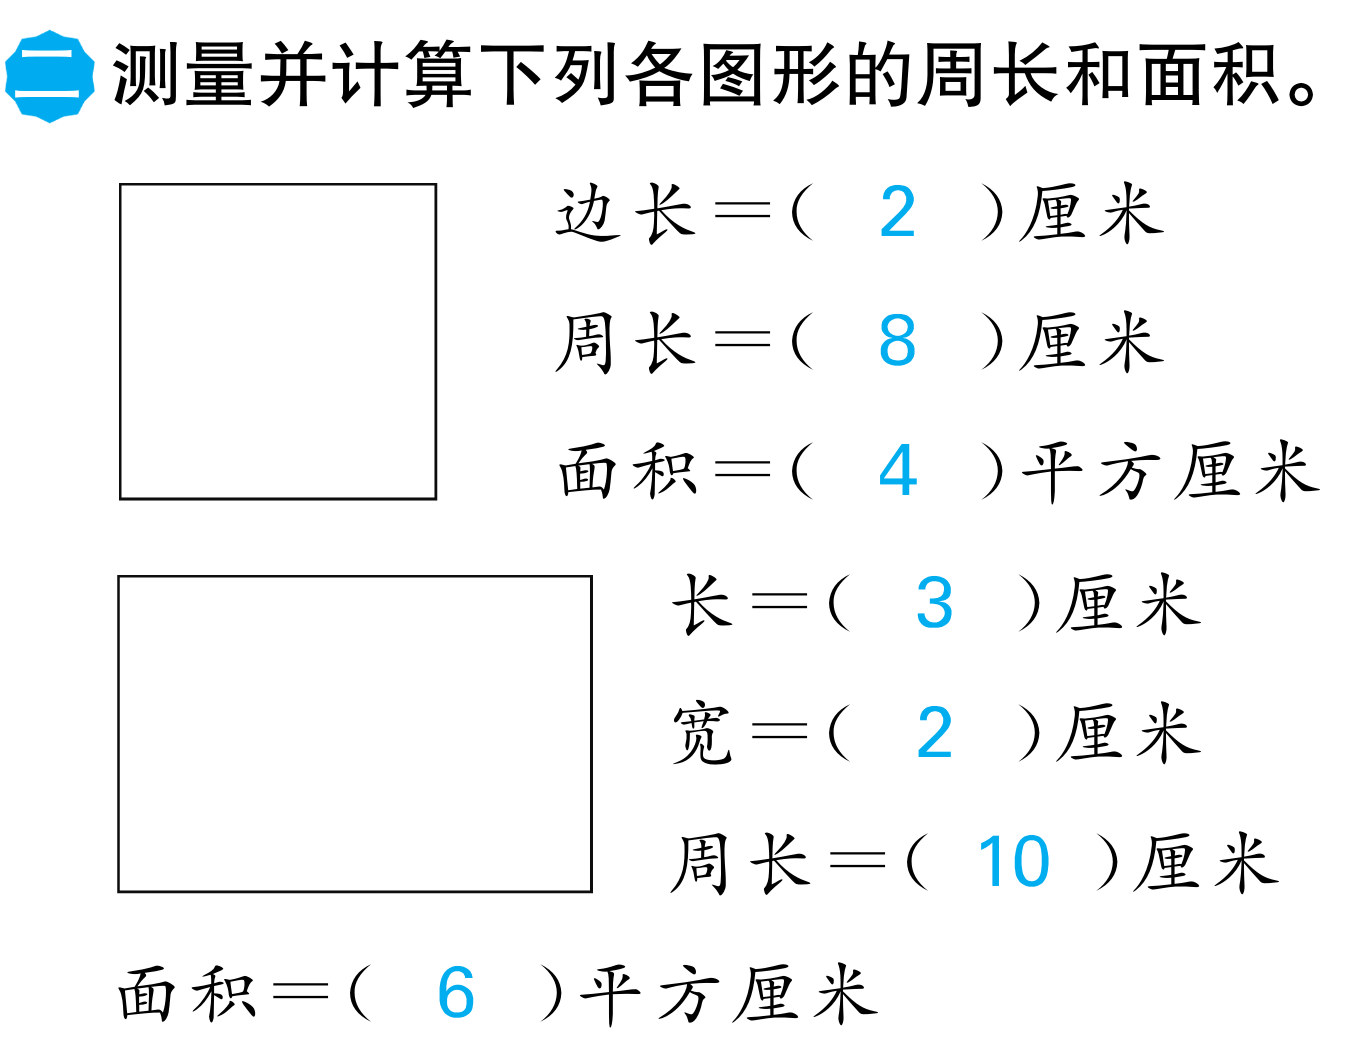 二 测量并计算下列各图形的周长和面积。
边长=( 2 )厘米
周长=( 8 )厘米
面积=( 4 )平方厘米
长=( 3 )厘米
宽=( 2 )厘米
周长=( 10 )厘米
面积=( 6 )平方厘米